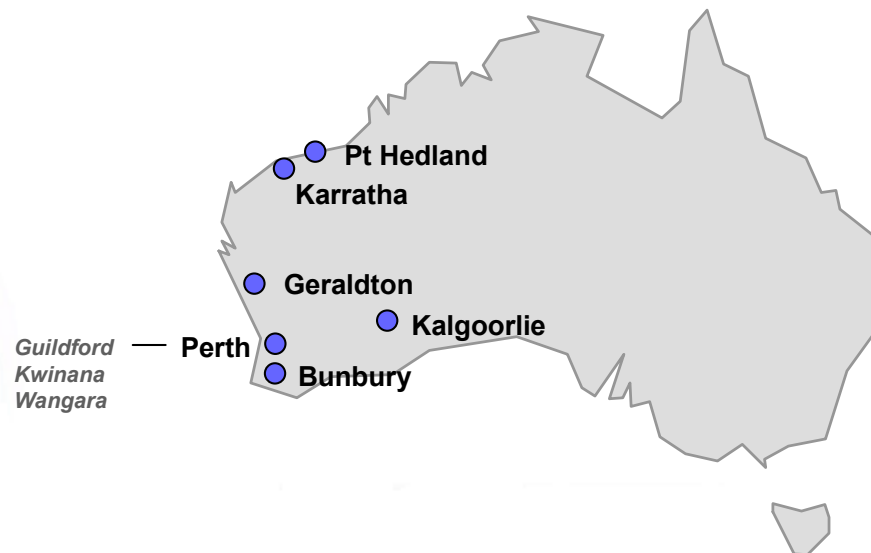 Pt Hedland
Karratha
Geraldton
Kalgoorlie
Guildford
Perth
Kwinana
Bunbury
Wangara